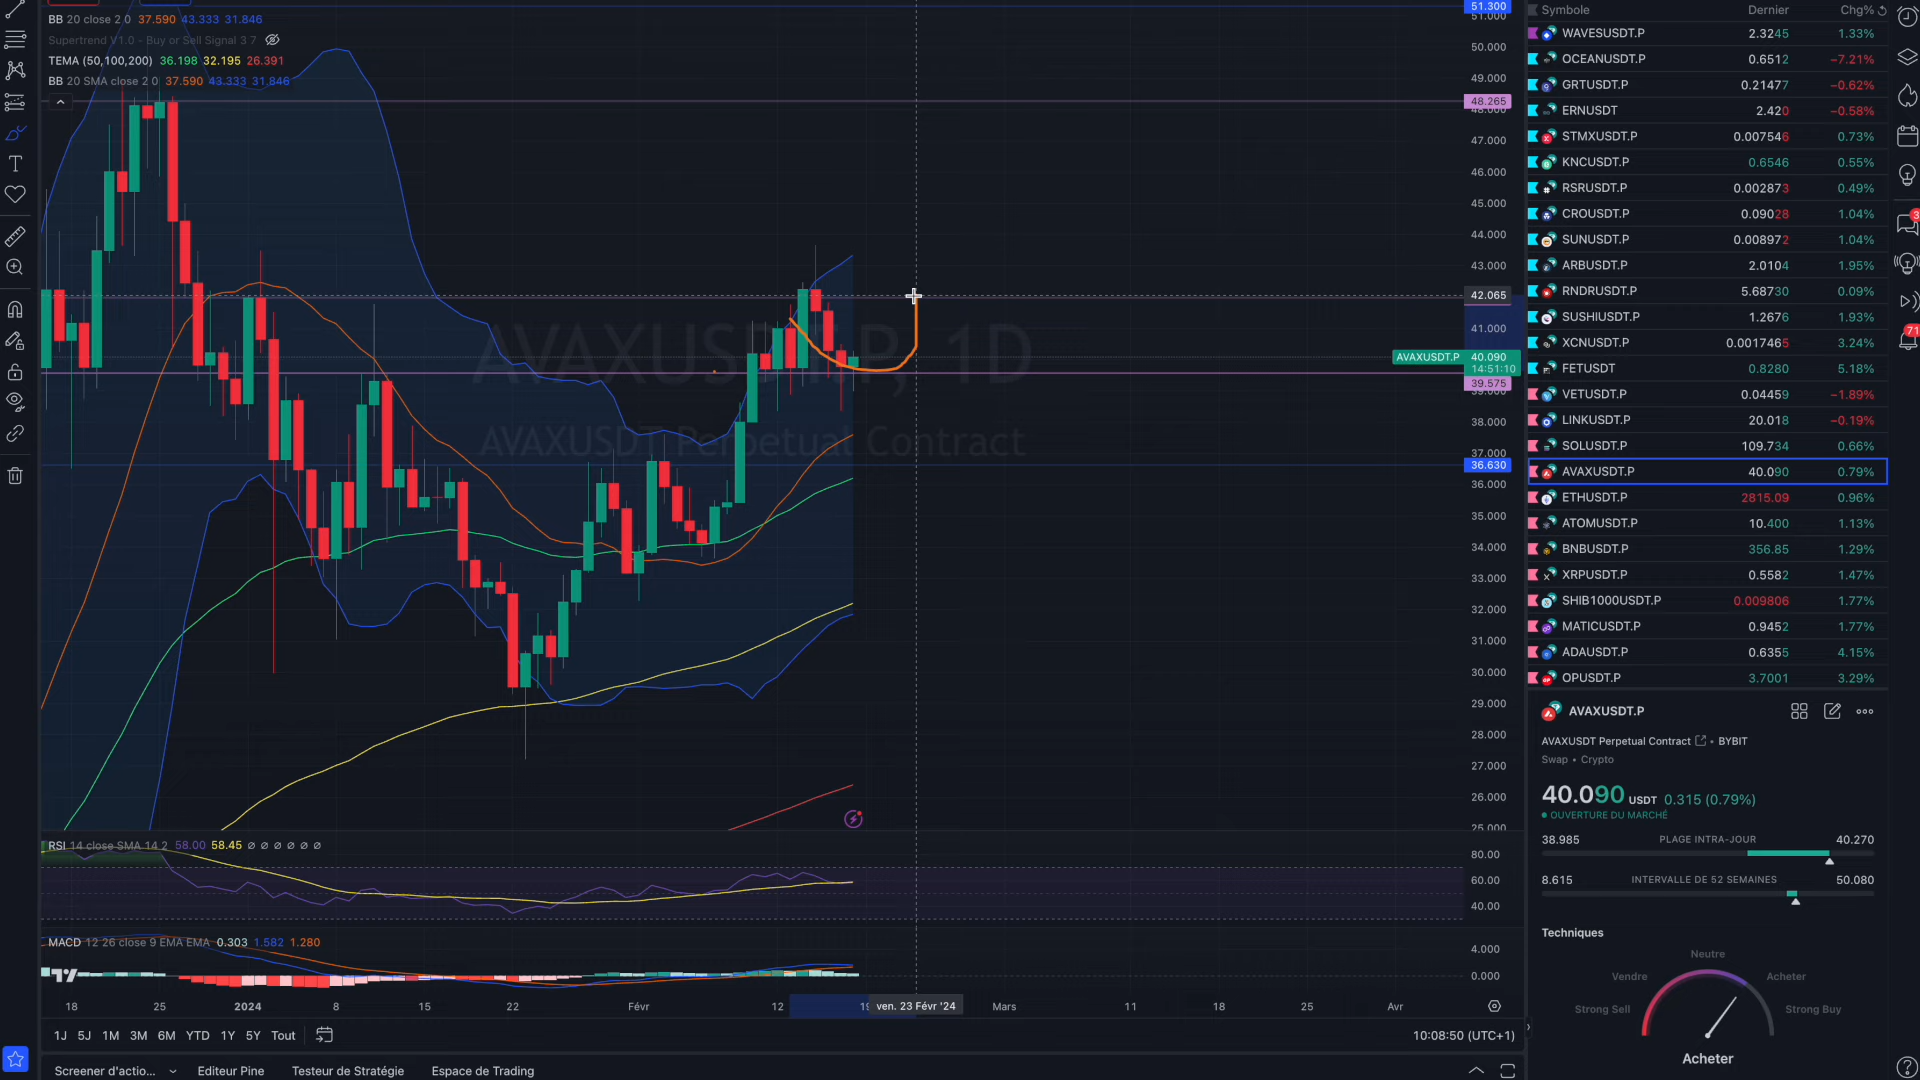 BB 20 close 2 0 37.590 43.333 31.846
Supertrend V1.0 - Buy or Sell Signal 3 7
TEMA (50,100,200) 36.198 32.195 26.391
BB 20 SMA close 2 0 37.590 43.333 31.846
AVAXUSDT.P, 1D
AVAXUSDT Perpetual Contract
51.300
51.000
50.000
49.000
48.265
48.000
47.000
46.000
45.000
44.000
43.000
42.065
41.000
AVAXUSDT.P 40.090
14:51:10
39.575
39.000
38.000
37.000
36.630
36.000
35.000
34.000
33.000
32.000
31.000
30.000
29.000
28.000
27.000
26.000
25.000
RSI 14 close SMA 14 2 58.00 58.45 ∅ ∅ ∅ ∅ ∅ ∅
80.00
60.00
40.00
MACD 12 26 close 9 EMA EMA 0.303 1.582 1.280
4.000
0.000
18 25 2024 8 15 22 Févr 12 19 ven. 23 Févr '24 Mars 11 18 25 Avr
1J 5J 1M 3M 6M YTD 1Y 5Y Tout 10:08:50 (UTC+1)
Screener d'actio... Editeur Pine Testeur de Stratégie Espace de Trading
Symbole Dernier Chg%
WAVESUSDT.P 2.3245 1.33%
OCEANUSDT.P 0.6512 −7.21%
GRTUSDT.P 0.21477 −0.62%
ERNUSDT 2.420 −0.58%
STMXUSDT.P 0.007546 0.73%
KNCUSDT.P 0.6546 0.55%
RSRUSDT.P 0.002873 0.49%
CROUSDT.P 0.09028 1.04%
SUNUSDT.P 0.008972 1.04%
ARBUSDT.P 2.0104 1.95%
RNDRUSDT.P 5.68730 0.09%
SUSHIUSDT.P 1.2676 1.93%
XCNUSDT.P 0.0017465 3.24%
FETUSDT 0.8280 5.18%
VETUSDT.P 0.04459 −1.89%
LINKUSDT.P 20.018 −0.19%
SOLUSDT.P 109.734 0.66%
AVAXUSDT.P 40.090 0.79%
ETHUSDT.P 2815.09 0.96%
ATOMUSDT.P 10.400 1.13%
BNBUSDT.P 356.85 1.29%
XRPUSDT.P 0.5582 1.47%
SHIB1000USDT.P 0.009806 1.77%
MATICUSDT.P 0.9452 1.77%
ADAUSDT.P 0.6355 4.15%
OPUSDT.P 3.7001 3.29%
AVAXUSDT.P
AVAXUSDT Perpetual Contract • BYBIT
Swap • Crypto
40.090 USDT 0.315 (0.79%)
OUVERTURE DU MARCHÉ
38.985 PLAGE INTRA-JOUR 40.270
8.615 INTERVALLE DE 52 SEMAINES 50.080
Techniques
Neutre
Vendre Acheter
Strong Sell Strong Buy
Acheter
3
71